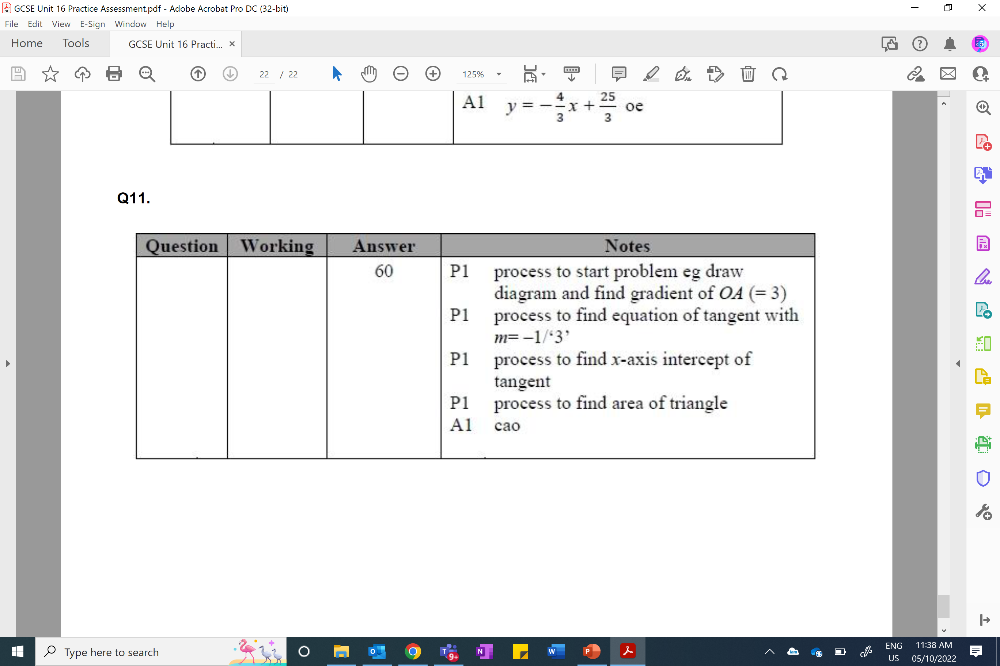 GCSE Unit 16 Practice Assessment.pdf - Adobe Acrobat Pro DC (32-bit)
File Edit View E-Sign Window Help
Home Tools GCSE Unit 16 Practi... ×
22 / 22 125%
A1 y = −4/3 x + 25/3 oe
Q11.
Question Working Answer Notes
60 P1 process to start problem eg draw
diagram and find gradient of OA (= 3)
P1 process to find equation of tangent with
m= –1/‘3’
P1 process to find x-axis intercept of
tangent
P1 process to find area of triangle
A1 cao
Type here to search
9+
iam
ENG
US
11:38 AM
05/10/2022